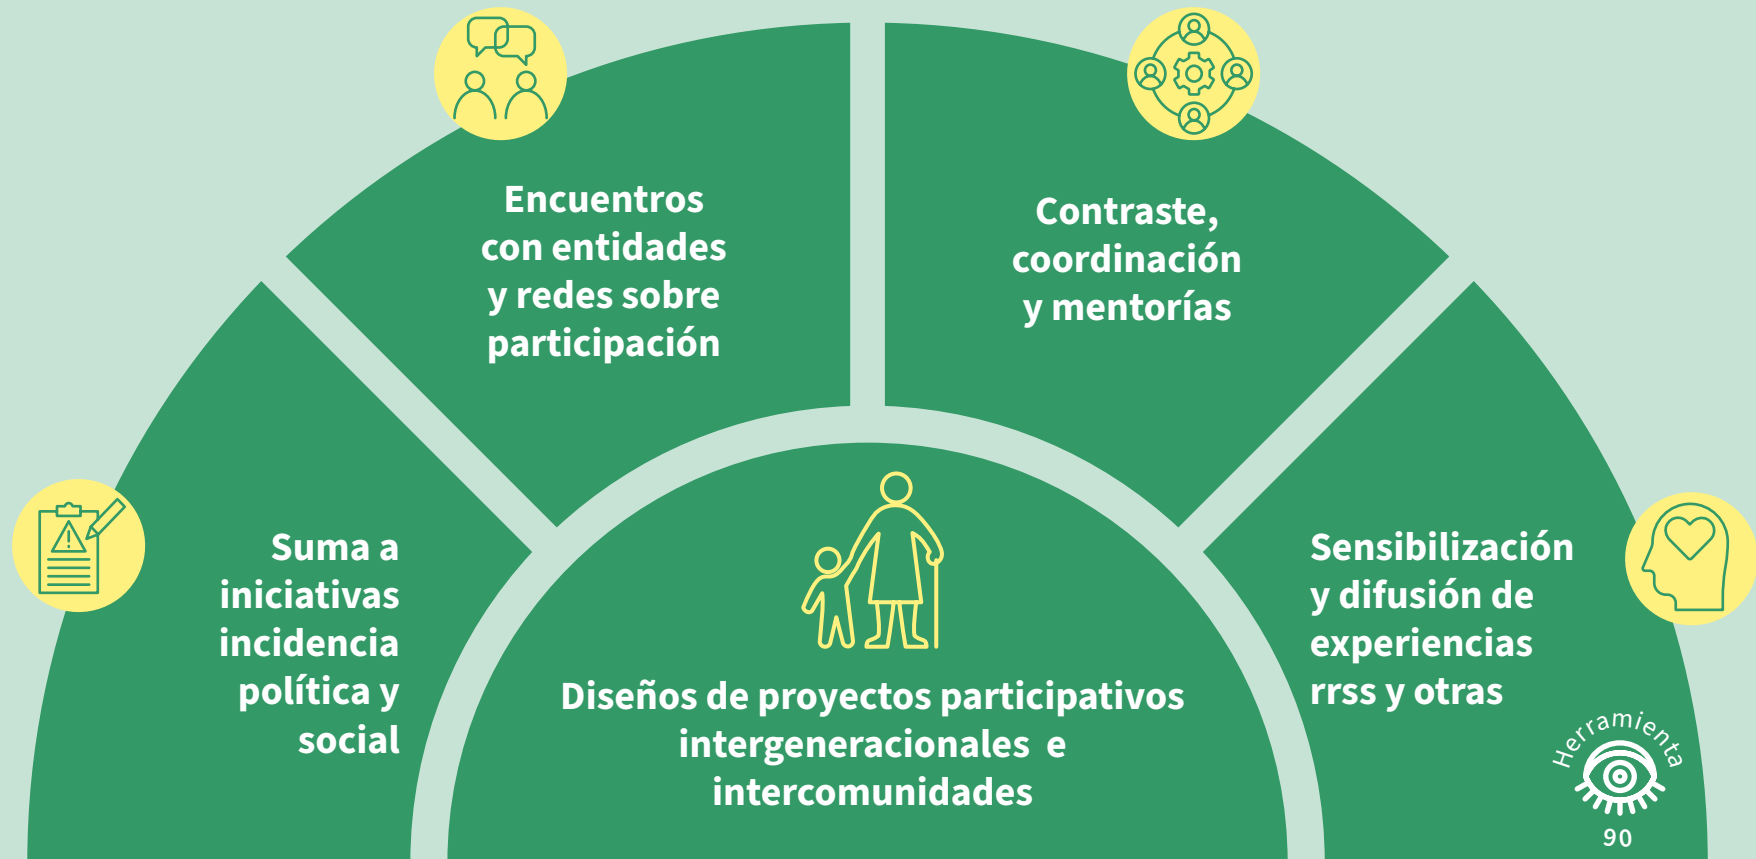 Encuentros
con entidades
y redes sobre
participación
Contraste,
coordinación
y mentorías
Suma a
iniciativas
incidencia
política y
social
Sensibilización
y difusión de
experiencias
rrss y otras
Diseños de proyectos participativos
intergeneracionales e
intercomunidades
Herramienta
90